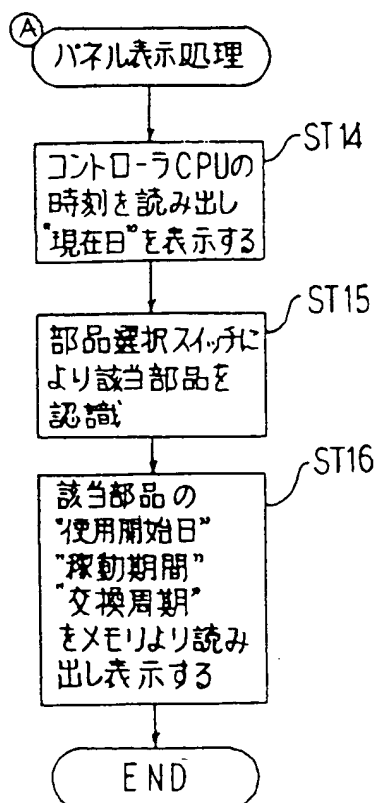 A
パネル表示処理
ST14
コントローラCPUの
時刻を読み出し
"現在日"を表示する
ST15
部品選択スイッチに
より該当部品を
認識
ST16
該当部品の
"使用開始日"
"稼動期間"
"交換周期"
をメモリより読み
出し表示する
END